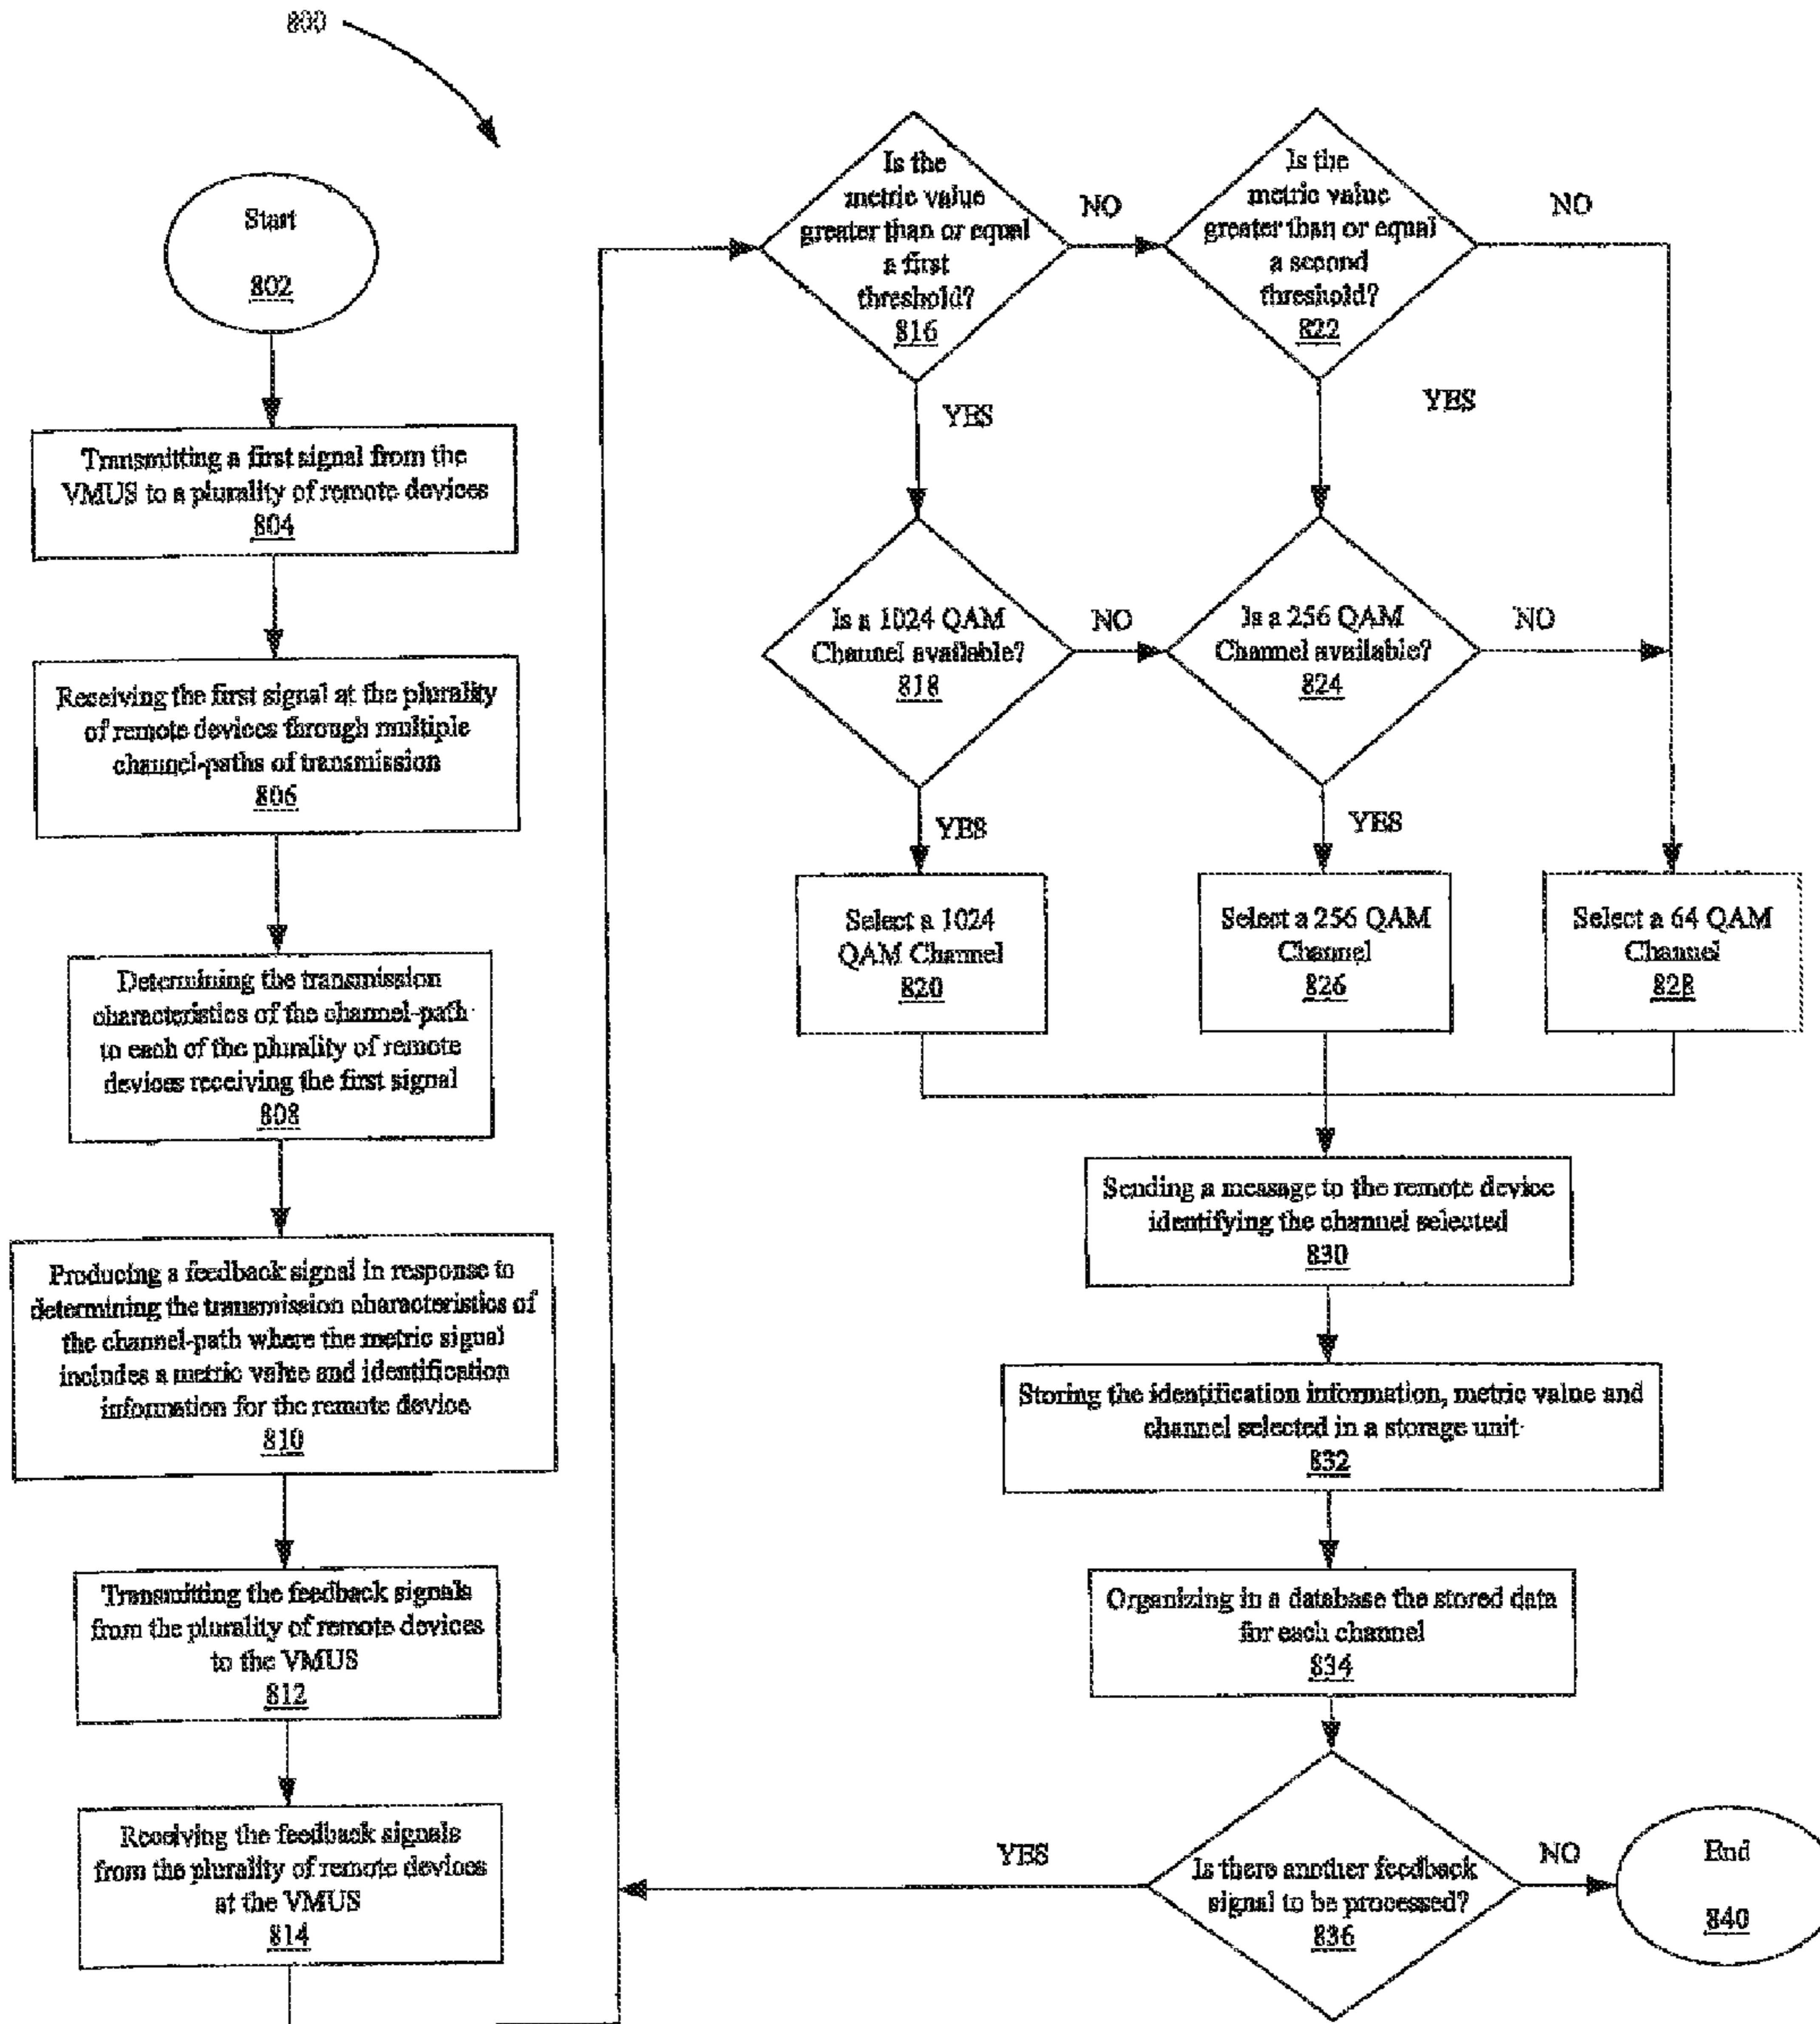 800
Start
802
Transmitting a first signal from the
VMUS to a plurality of remote devices
804
Receiving the first signal at the plurality
of remote devices through multiple
channel-paths of transmission
806
Determining the transmission
characteristics of the channel-path
to each of the plurality of remote
devices receiving the first signal
808
Producing a feedback signal in response to
determining the transmission characteristics of
the channel-path where the metric signal
includes a metric value and identification
information for the remote device
810
Transmitting the feedback signals
from the plurality of remote devices
to the VMUS
812
Receiving the feedback signals
from the plurality of remote devices
at the VMUS
814
Is the
metric value
greater than or equal
a first
threshold?
816
NO
YES
Is the
metric value
greater than or equal
a second
threshold?
822
NO
YES
Is a 1024 QAM
Channel available?
818
NO
YES
Is a 256 QAM
Channel available?
824
NO
YES
Select a 1024
QAM Channel
820
Select a 256 QAM
Channel
826
Select a 64 QAM
Channel
828
Sending a message to the remote device
identifying the channel selected
830
Storing the identification information, metric value and
channel selected in a storage unit
832
Organizing in a database the stored data
for each channel
834
Is there another feedback
signal to be processed?
836
YES
NO
End
840